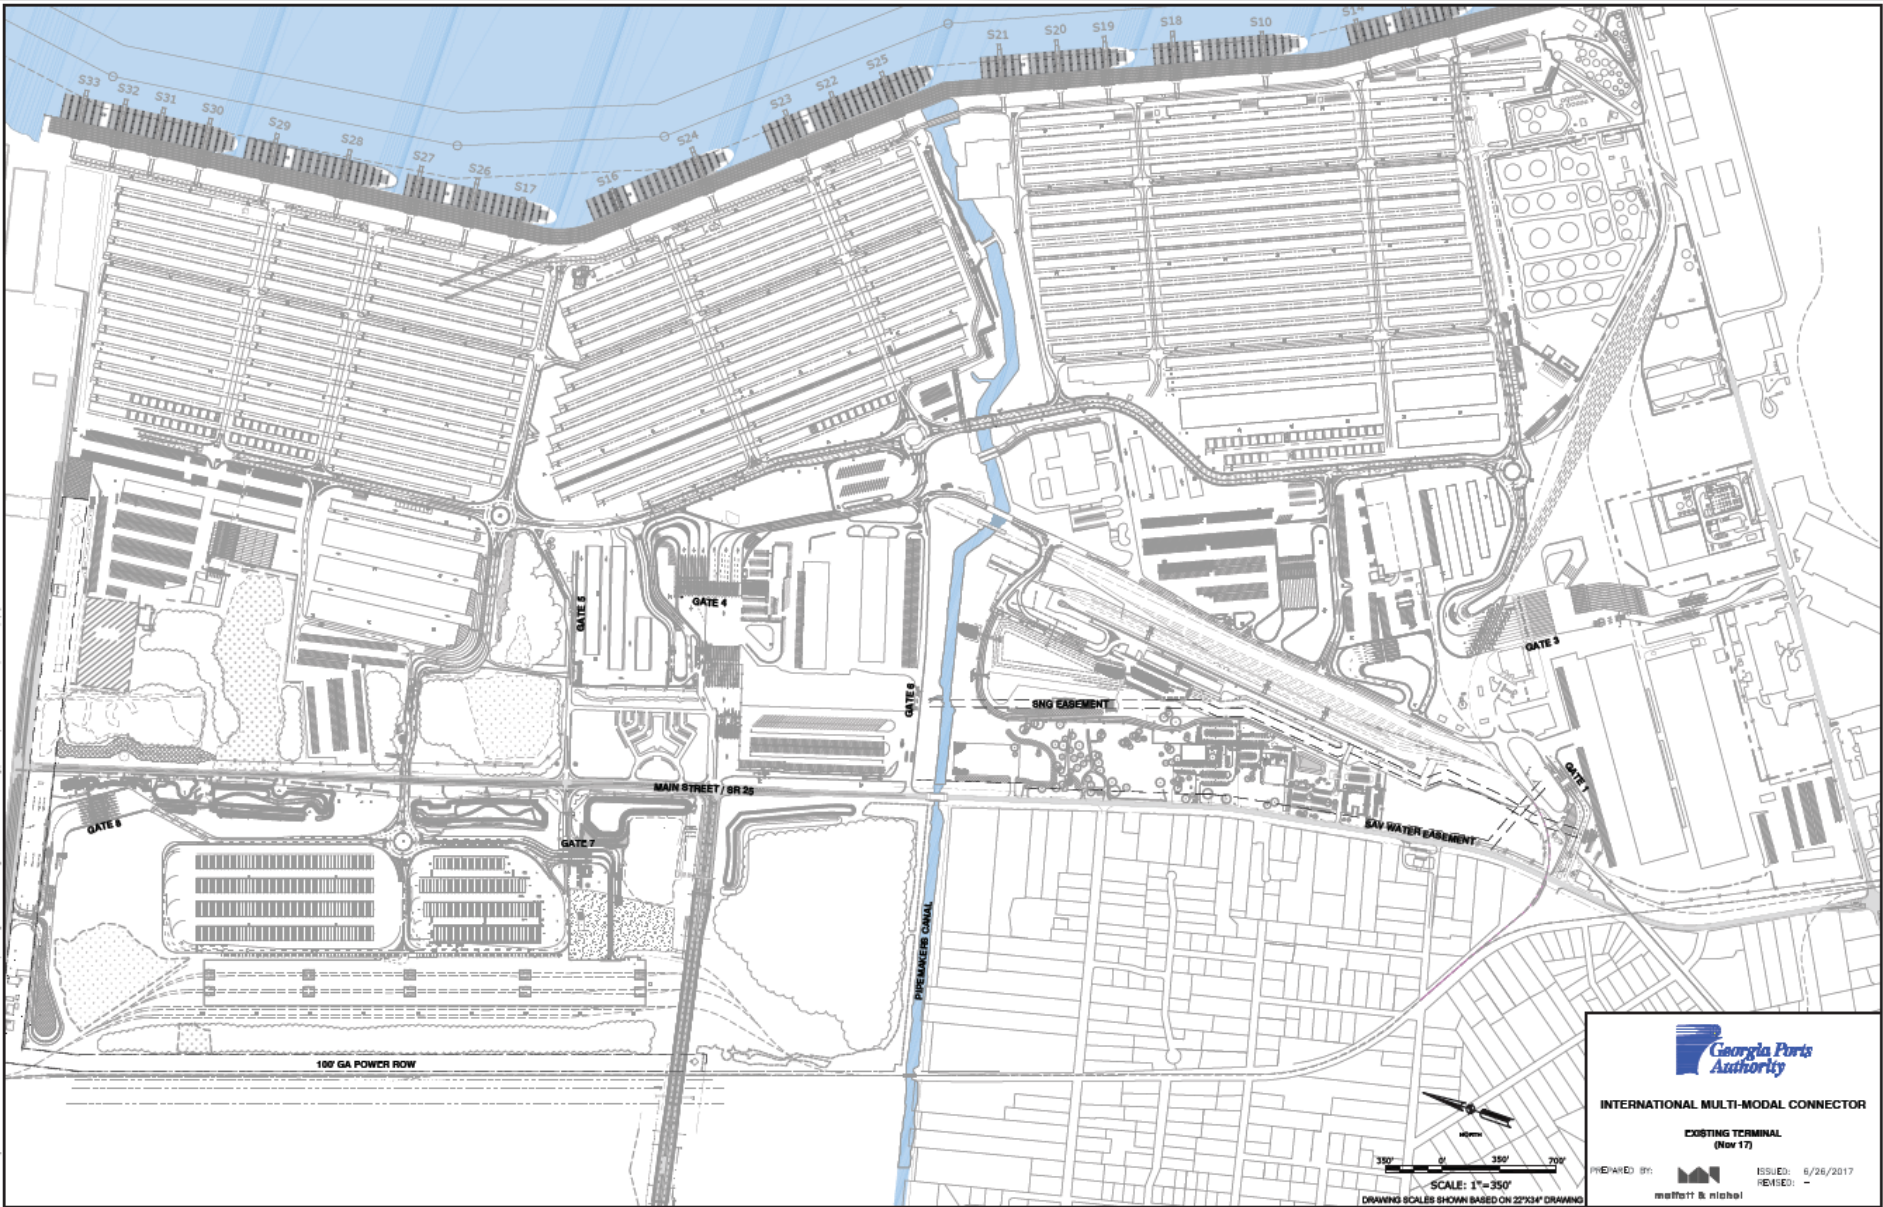 S33
S32
S31
S30
S29
S28
S27
S26
S17
S16
S24
S23
S22
S25
S21
S20
S19
S18
S10
S14
GATE 5
GATE 4
GATE 6
GATE 3
SNG EASEMENT
GATE 1
MAIN STREET / SR 25
GATE 8
GATE 7
SAV WATER EASEMENT
PIPEMAKERS CANAL
100' GA POWER ROW
NORTH
350' 0' 350' 700'
SCALE: 1"=350'
DRAWING SCALES SHOWN BASED ON 22"X34" DRAWING
Georgia Ports
Authority
INTERNATIONAL MULTI-MODAL CONNECTOR
EXISTING TERMINAL
(Nov 17)
PREPARED BY:
moffatt & nichol
ISSUED: 6/26/2017
REVISED: -